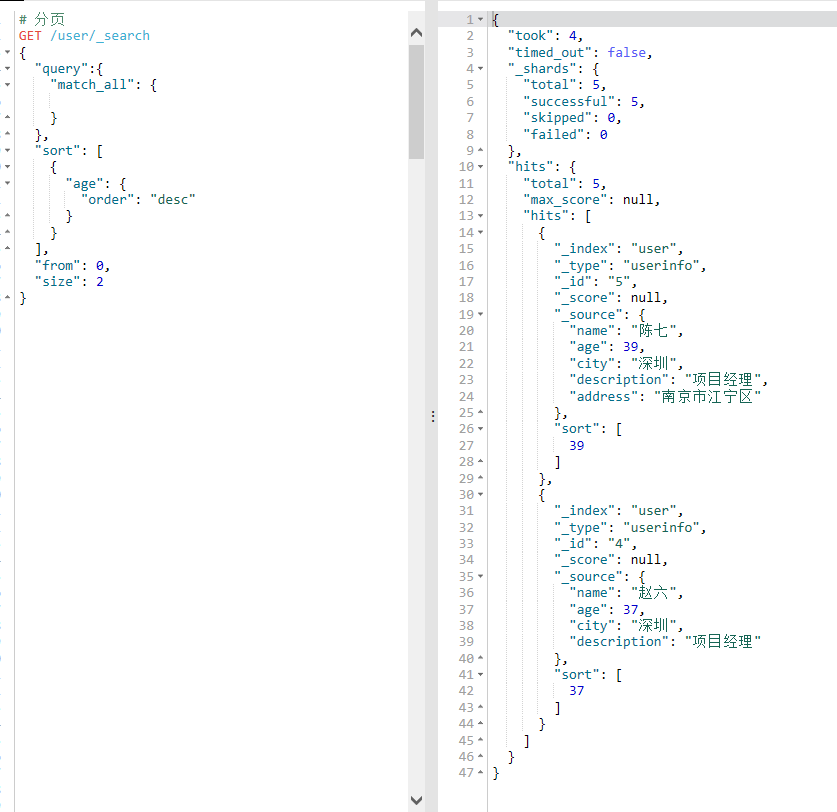 # 分页
GET /user/_search
{
  "query":{
    "match_all": {

    }
  },
  "sort": [
    {
      "age": {
        "order": "desc"
      }
    }
  ],
  "from": 0,
  "size": 2
}
1 {
2   "took": 4,
3   "timed_out": false,
4   "_shards": {
5     "total": 5,
6     "successful": 5,
7     "skipped": 0,
8     "failed": 0
9   },
10   "hits": {
11     "total": 5,
12     "max_score": null,
13     "hits": [
14       {
15         "_index": "user",
16         "_type": "userinfo",
17         "_id": "5",
18         "_score": null,
19         "_source": {
20           "name": "陈七",
21           "age": 39,
22           "city": "深圳",
23           "description": "项目经理",
24           "address": "南京市江宁区"
25         },
26         "sort": [
27           39
28         ]
29       },
30       {
31         "_index": "user",
32         "_type": "userinfo",
33         "_id": "4",
34         "_score": null,
35         "_source": {
36           "name": "赵六",
37           "age": 37,
38           "city": "深圳",
39           "description": "项目经理"
40         },
41         "sort": [
42           37
43         ]
44       }
45     ]
46   }
47 }